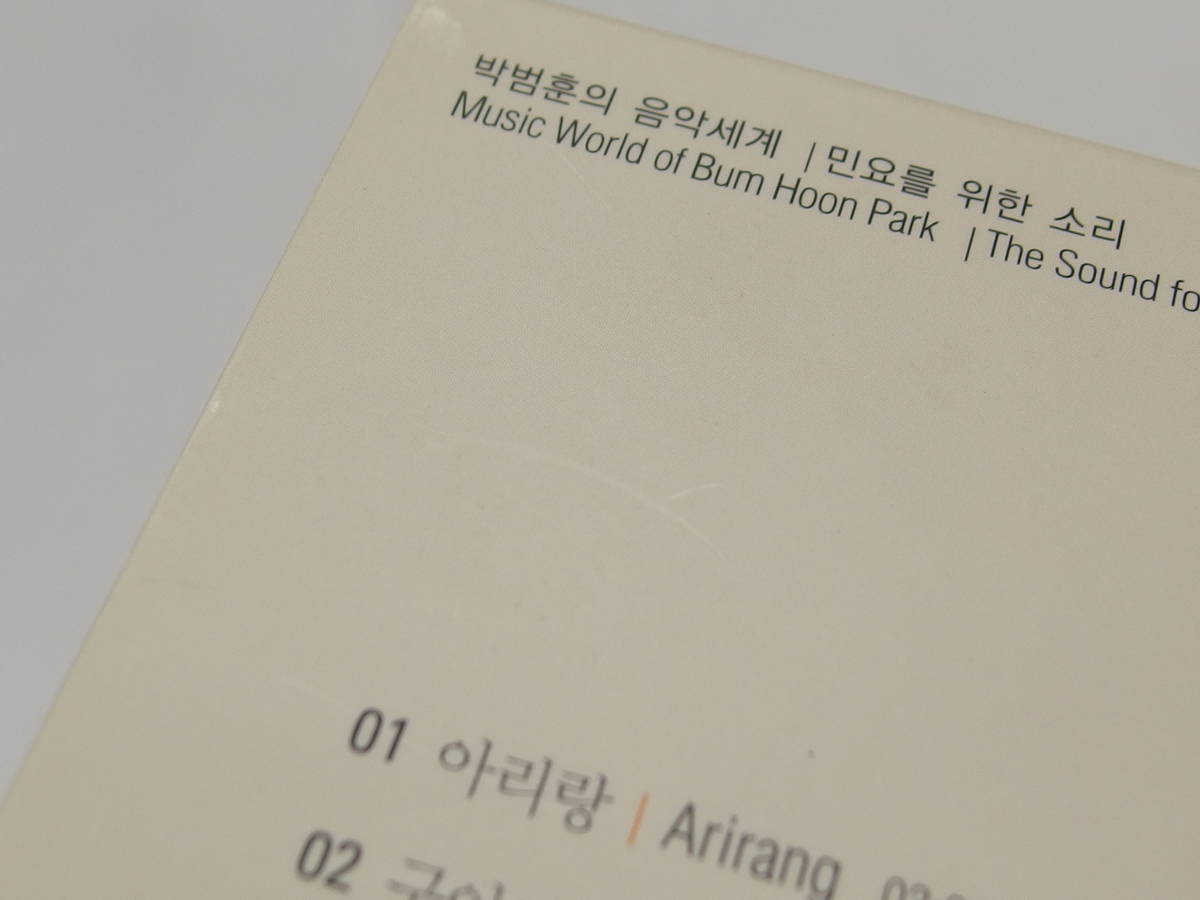 박범훈의 음악세계 | 민요를 위한 소리
Music World of Bum Hoon Park | The Sound fo
01 아리랑 | Arirang
02